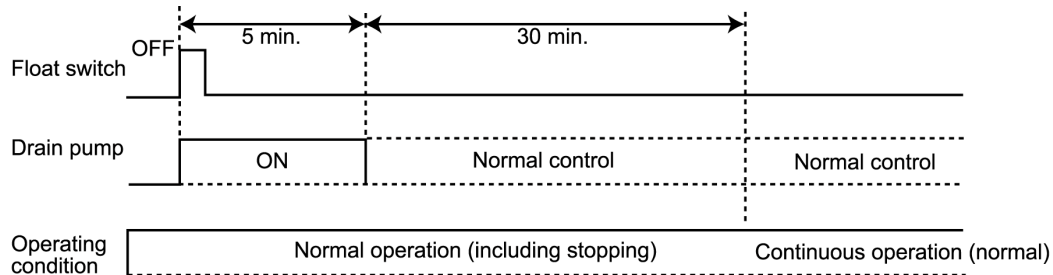 5 min.
30 min.
OFF
Float switch
Drain pump
ON
Normal control
Normal control
Operating
condition
Normal operation (including stopping)
Continuous operation (normal)